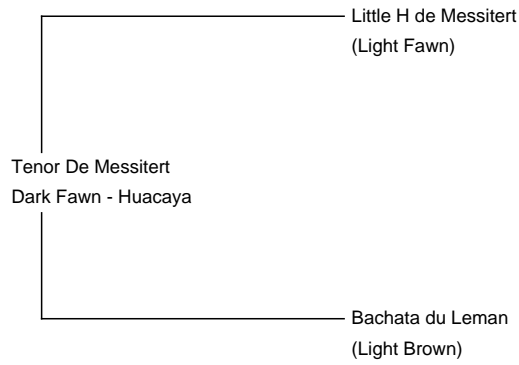 Little H de Messitert
(Light Fawn)
Tenor De Messitert
Dark Fawn - Huacaya
Bachata du Leman
(Light Brown)